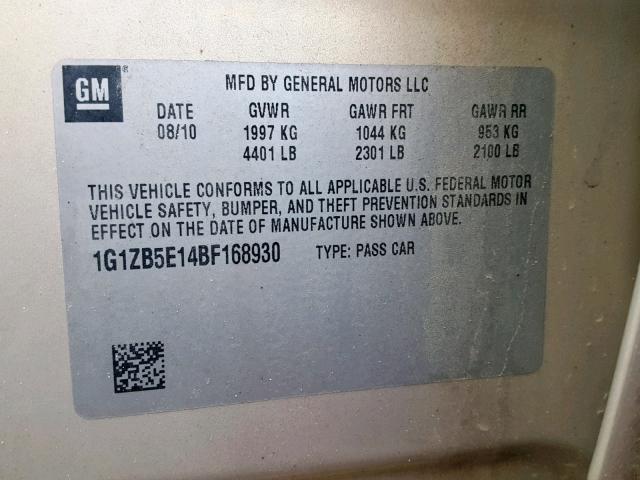 GM ®
MFD BY GENERAL MOTORS LLC
DATE GVWR GAWR FRT GAWR RR
08/10 1997 KG 1044 KG 953 KG
4401 LB 2301 LB 2100 LB
THIS VEHICLE CONFORMS TO ALL APPLICABLE U.S. FEDERAL MOTOR
VEHICLE SAFETY, BUMPER, AND THEFT PREVENTION STANDARDS IN
EFFECT ON THE DATE OF MANUFACTURE SHOWN ABOVE.
1G1ZB5E14BF168930 TYPE: PASS CAR